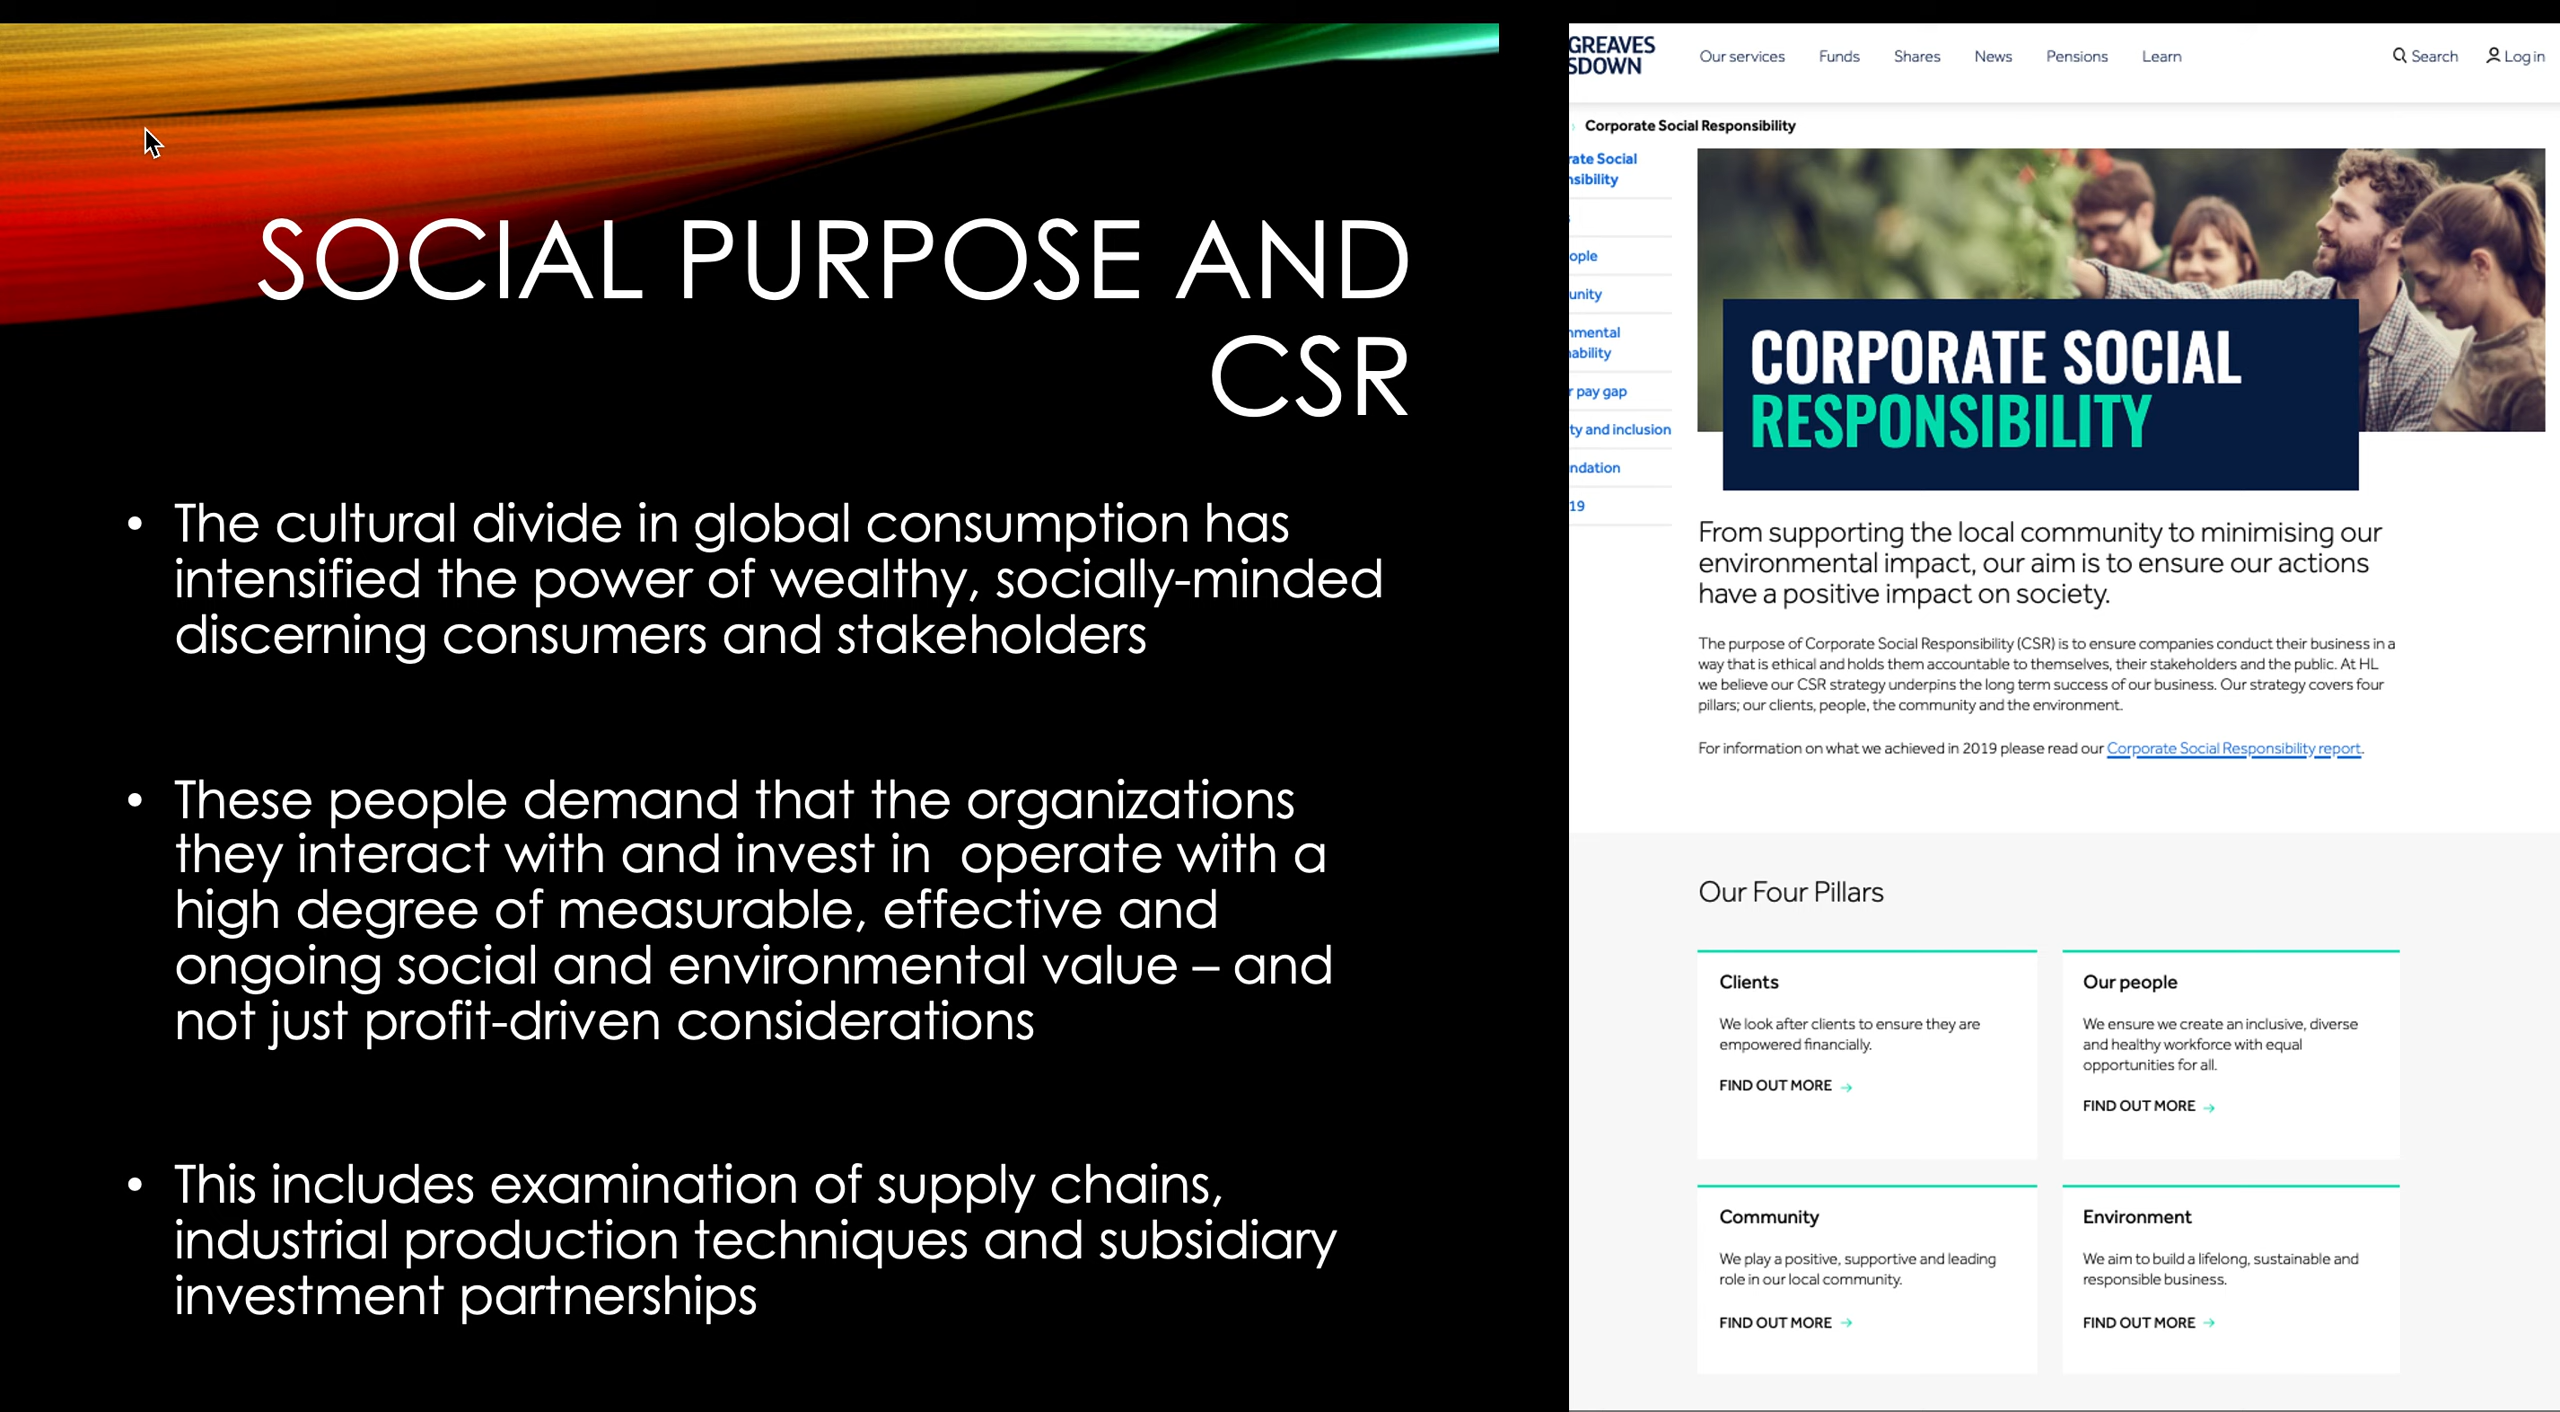 SOCIAL PURPOSE AND
CSR
• The cultural divide in global consumption has
intensified the power of wealthy, socially-minded
discerning consumers and stakeholders
• These people demand that the organizations
they interact with and invest in operate with a
high degree of measurable, effective and
ongoing social and environmental value – and
not just profit-driven considerations
• This includes examination of supply chains,
industrial production techniques and subsidiary
investment partnerships
GREAVES
SDOWN
Our services Funds Shares News Pensions Learn Search Log in
Corporate Social Responsibility
rate Social
nsibility
s
ople
unity
nmental
nability
r pay gap
ty and inclusion
ndation
19
CORPORATE SOCIAL
RESPONSIBILITY
From supporting the local community to minimising our
environmental impact, our aim is to ensure our actions
have a positive impact on society.
The purpose of Corporate Social Responsibility (CSR) is to ensure companies conduct their business in a
way that is ethical and holds them accountable to themselves, their stakeholders and the public. At HL
we believe our CSR strategy underpins the long term success of our business. Our strategy covers four
pillars; our clients, people, the community and the environment.
For information on what we achieved in 2019 please read our Corporate Social Responsibility report.
Our Four Pillars
Clients
We look after clients to ensure they are
empowered financially.
FIND OUT MORE →
Our people
We ensure we create an inclusive, diverse
and healthy workforce with equal
opportunities for all.
FIND OUT MORE →
Community
We play a positive, supportive and leading
role in our local community.
FIND OUT MORE →
Environment
We aim to build a lifelong, sustainable and
responsible business.
FIND OUT MORE →